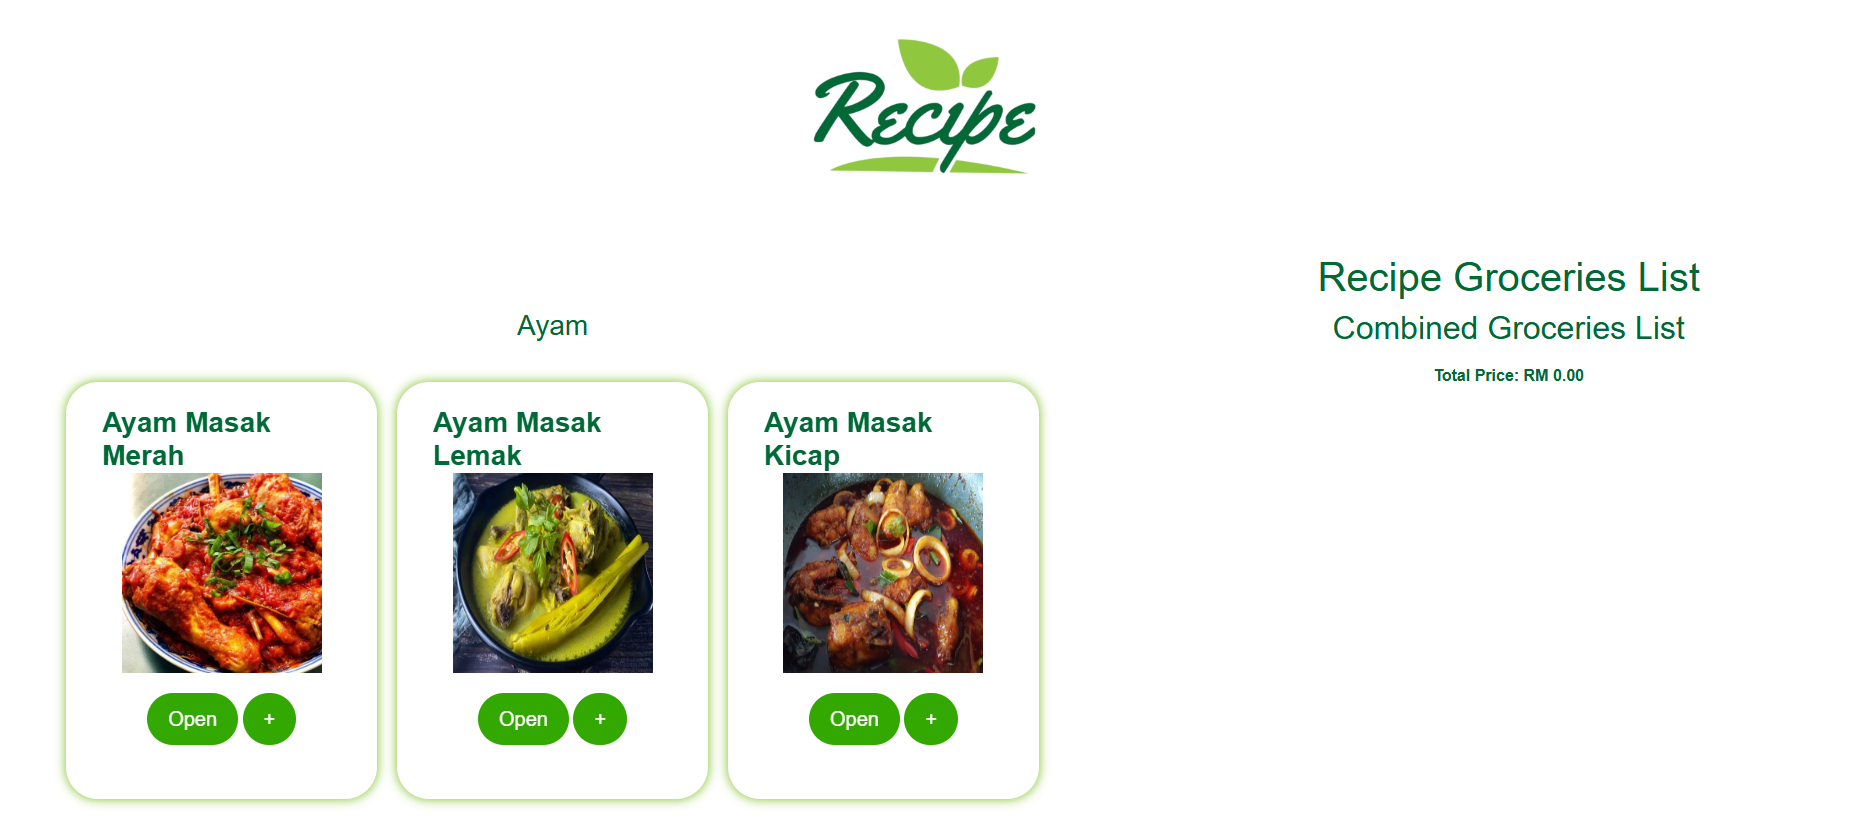 Recipe
Ayam
Ayam Masak
Merah
Open
+
Ayam Masak
Lemak
Open
+
Ayam Masak
Kicap
Open
+
Recipe Groceries List
Combined Groceries List
Total Price: RM 0.00